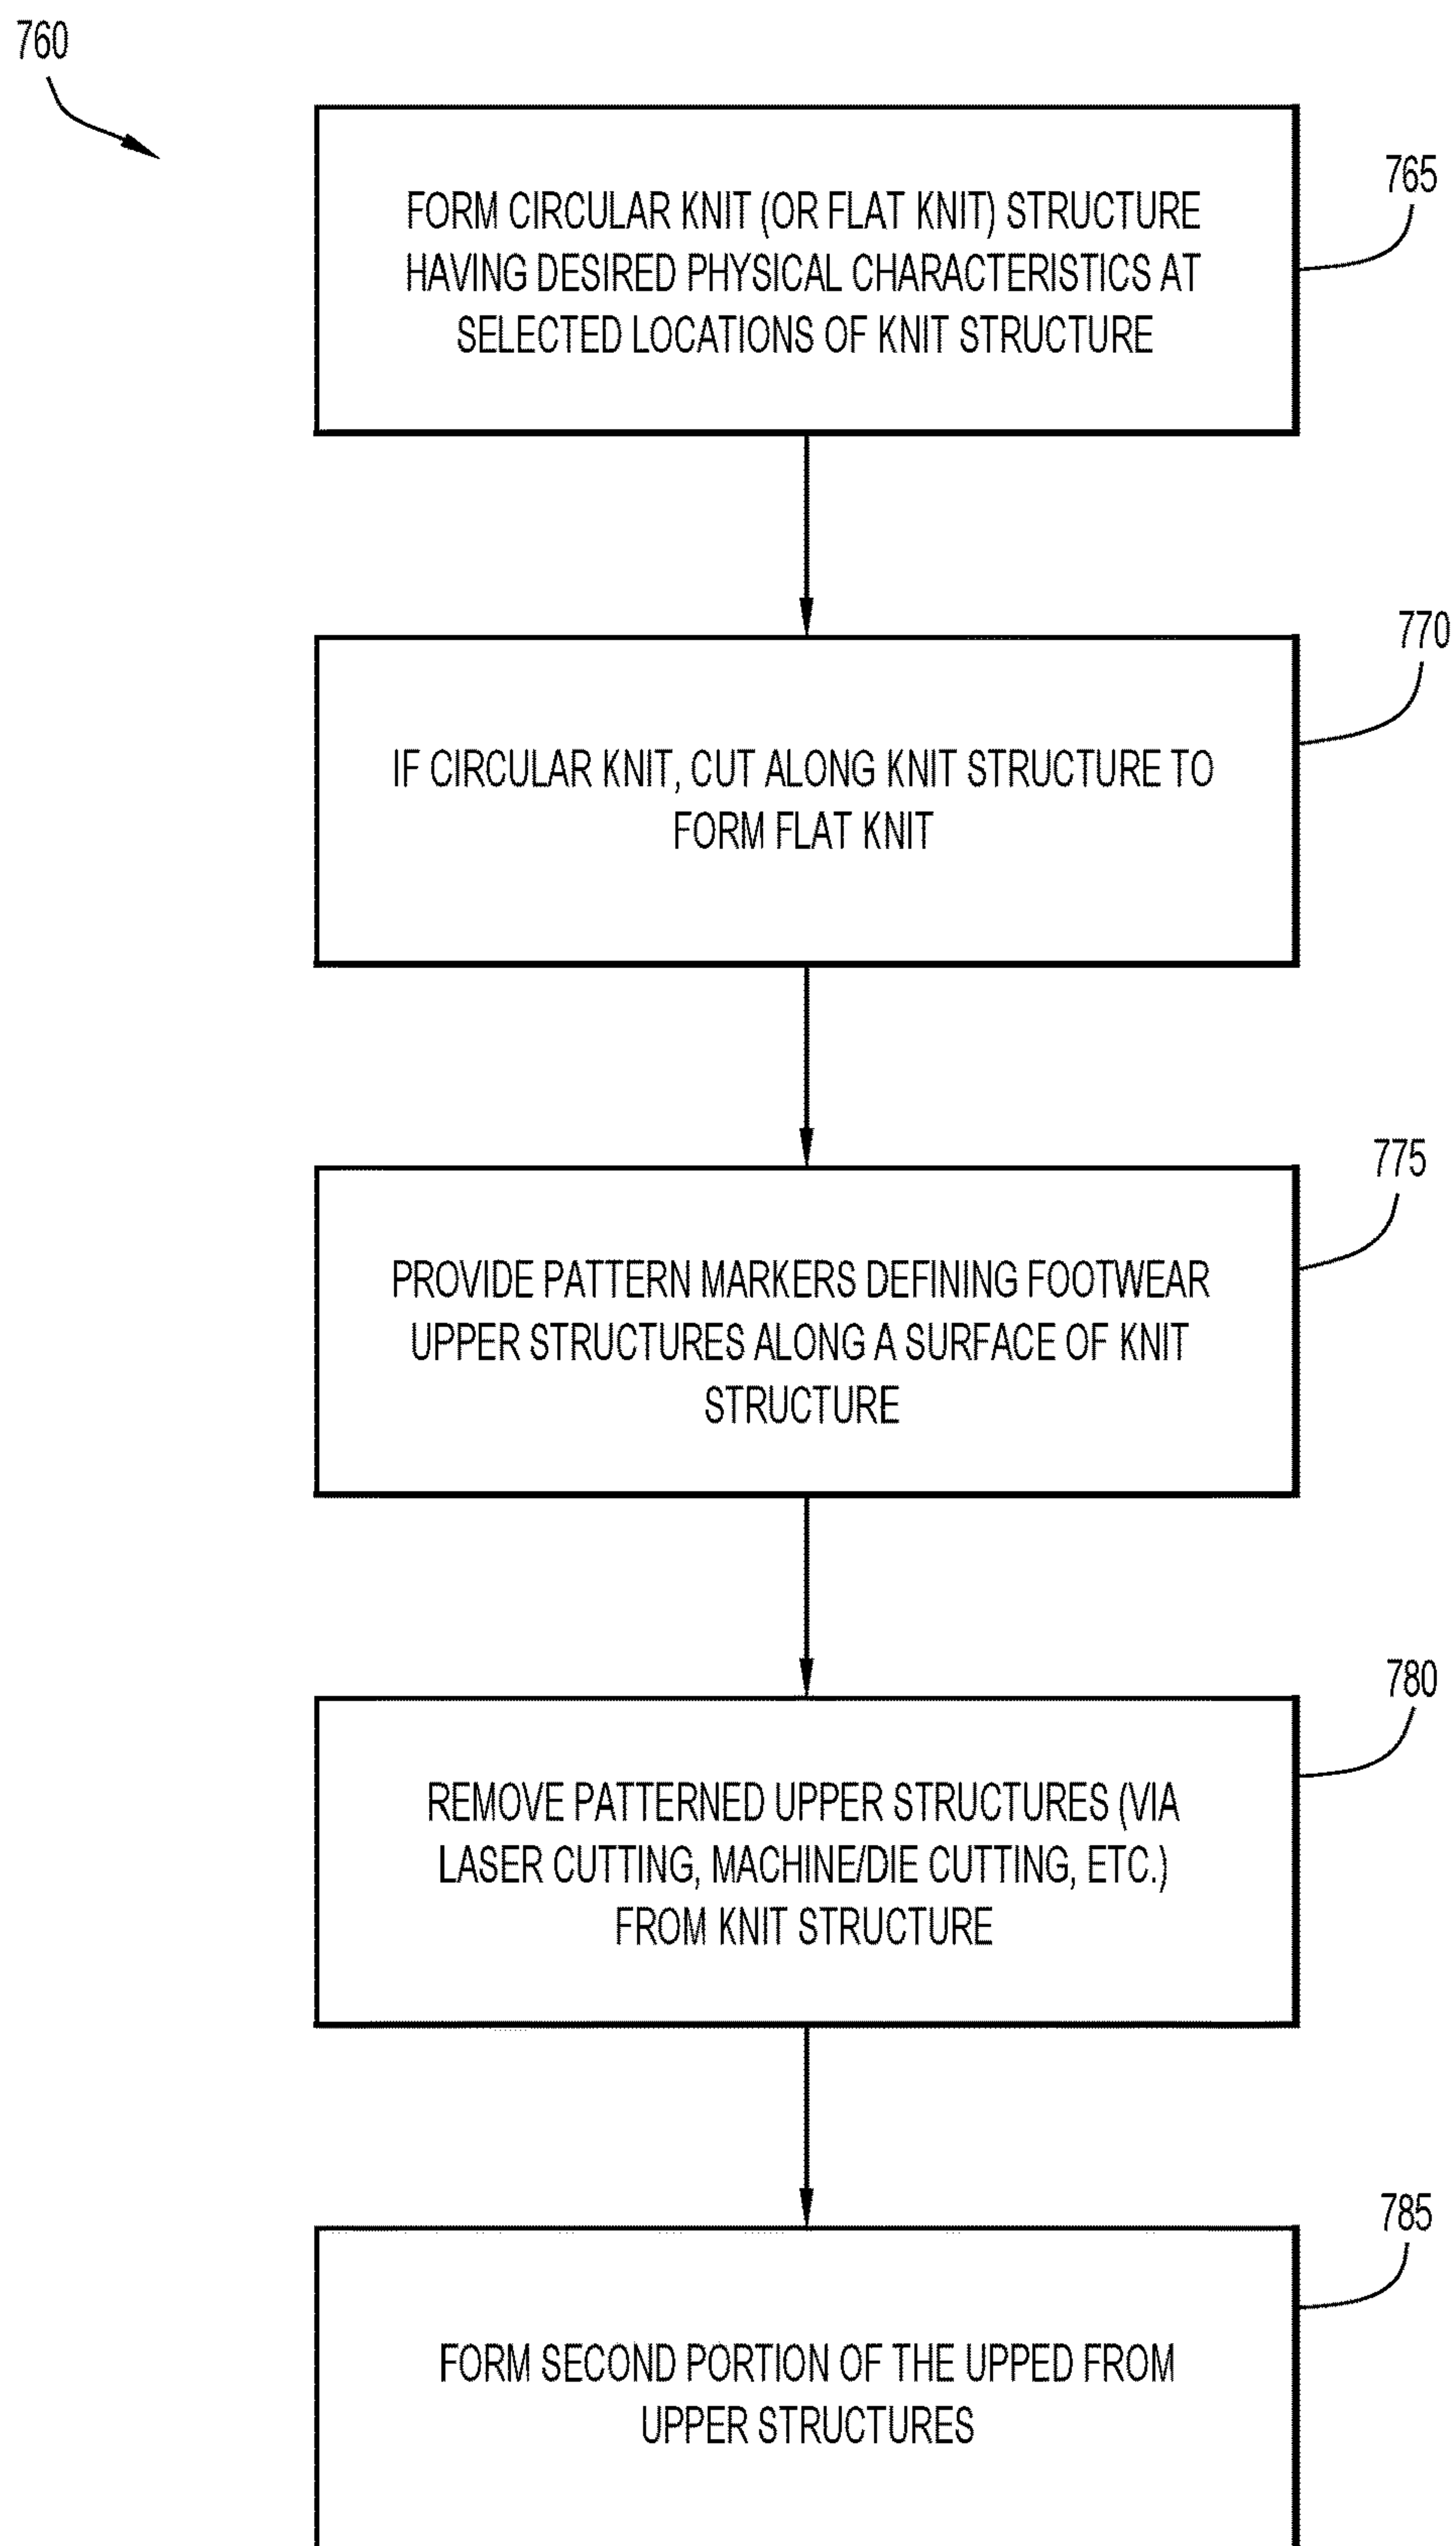 760
765
FORM CIRCULAR KNIT (OR FLAT KNIT) STRUCTURE
HAVING DESIRED PHYSICAL CHARACTERISTICS AT
SELECTED LOCATIONS OF KNIT STRUCTURE
770
IF CIRCULAR KNIT, CUT ALONG KNIT STRUCTURE TO
FORM FLAT KNIT
775
PROVIDE PATTERN MARKERS DEFINING FOOTWEAR
UPPER STRUCTURES ALONG A SURFACE OF KNIT
STRUCTURE
780
REMOVE PATTERNED UPPER STRUCTURES (VIA
LASER CUTTING, MACHINE/DIE CUTTING, ETC.)
FROM KNIT STRUCTURE
785
FORM SECOND PORTION OF THE UPPED FROM
UPPER STRUCTURES